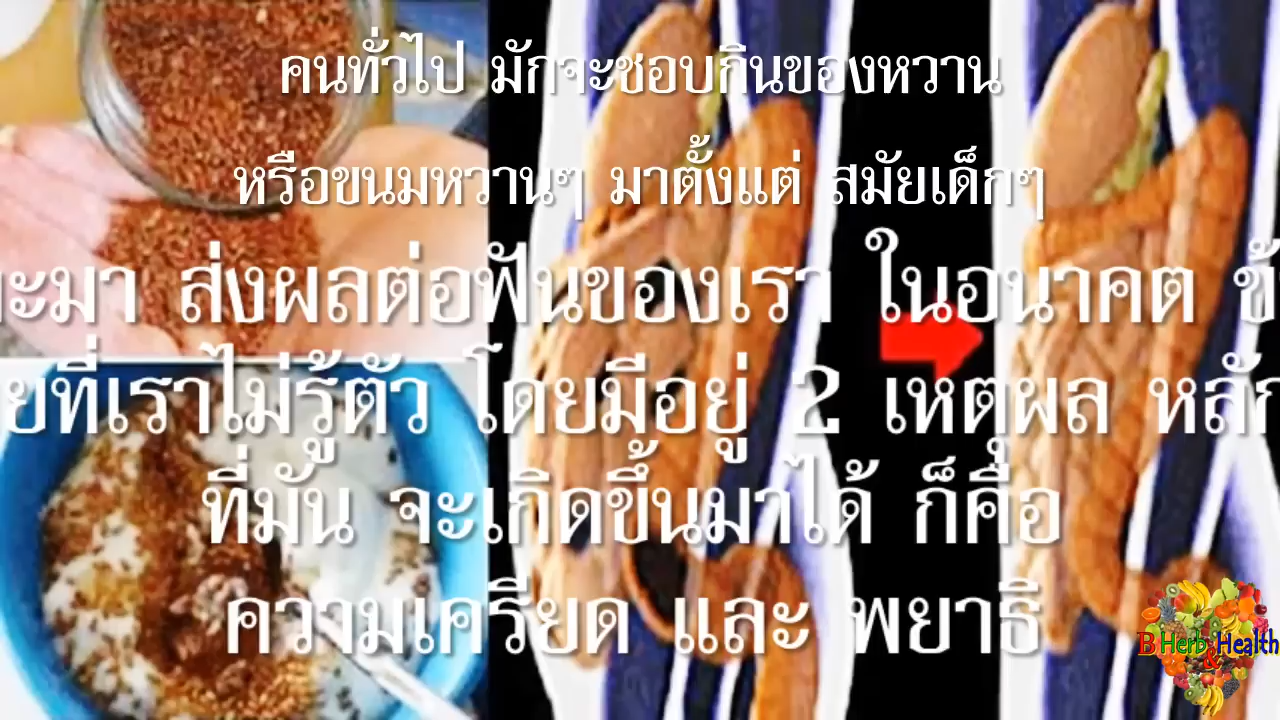 คนทั่วไป มักจะชอบกินของหวาน
หรือขนมหวานๆ มาตั้งแต่ สมัยเด็กๆ
มา ส่งผลต่อฟันของเรา ในอนาคต
ที่เราไม่รู้ตัว โดยมีอยู่ 2 เหตุผล
ที่มัน จะเกิดขึ้นมาได้ ก็คือ
ความเครียด และ พยาธิ
B Herb & Health